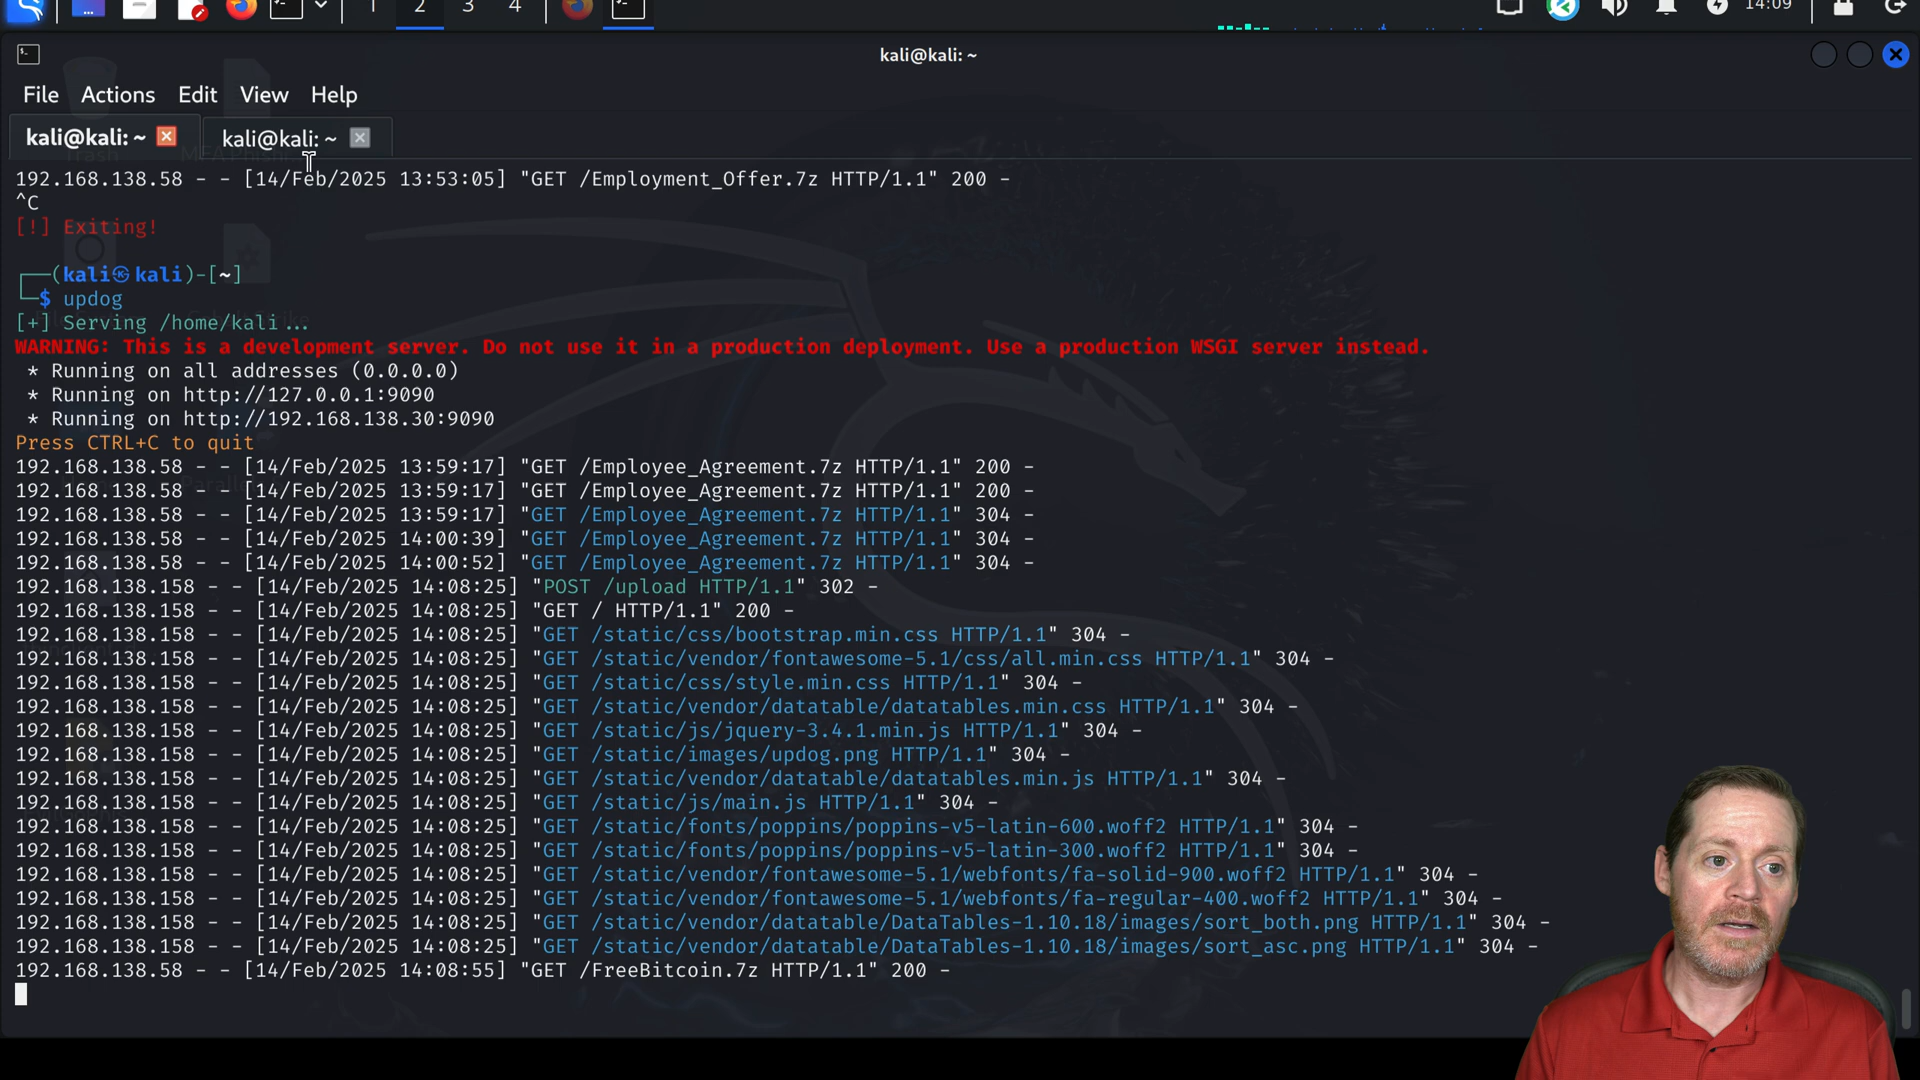 1 2 3 4 14:09
kali@kali: ~
File Actions Edit View Help
kali@kali: ~ kali@kali: ~
192.168.138.58 - - [14/Feb/2025 13:53:05] "GET /Employment_Offer.7z HTTP/1.1" 200 -
^C
[!] Exiting!
(kali㉿kali)-[~]
$ updog
[+] Serving /home/kali...
WARNING: This is a development server. Do not use it in a production deployment. Use a production WSGI server instead.
* Running on all addresses (0.0.0.0)
* Running on http://127.0.0.1:9090
* Running on http://192.168.138.30:9090
Press CTRL+C to quit
192.168.138.58 - - [14/Feb/2025 13:59:17] "GET /Employee_Agreement.7z HTTP/1.1" 200 -
192.168.138.58 - - [14/Feb/2025 13:59:17] "GET /Employee_Agreement.7z HTTP/1.1" 200 -
192.168.138.58 - - [14/Feb/2025 13:59:17] "GET /Employee_Agreement.7z HTTP/1.1" 304 -
192.168.138.58 - - [14/Feb/2025 14:00:39] "GET /Employee_Agreement.7z HTTP/1.1" 304 -
192.168.138.58 - - [14/Feb/2025 14:00:52] "GET /Employee_Agreement.7z HTTP/1.1" 304 -
192.168.138.158 - - [14/Feb/2025 14:08:25] "POST /upload HTTP/1.1" 302 -
192.168.138.158 - - [14/Feb/2025 14:08:25] "GET / HTTP/1.1" 200 -
192.168.138.158 - - [14/Feb/2025 14:08:25] "GET /static/css/bootstrap.min.css HTTP/1.1" 304 -
192.168.138.158 - - [14/Feb/2025 14:08:25] "GET /static/vendor/fontawesome-5.1/css/all.min.css HTTP/1.1" 304 -
192.168.138.158 - - [14/Feb/2025 14:08:25] "GET /static/css/style.min.css HTTP/1.1" 304 -
192.168.138.158 - - [14/Feb/2025 14:08:25] "GET /static/vendor/datatable/datatables.min.css HTTP/1.1" 304 -
192.168.138.158 - - [14/Feb/2025 14:08:25] "GET /static/js/jquery-3.4.1.min.js HTTP/1.1" 304 -
192.168.138.158 - - [14/Feb/2025 14:08:25] "GET /static/images/updog.png HTTP/1.1" 304 -
192.168.138.158 - - [14/Feb/2025 14:08:25] "GET /static/vendor/datatable/datatables.min.js HTTP/1.1" 304 -
192.168.138.158 - - [14/Feb/2025 14:08:25] "GET /static/js/main.js HTTP/1.1" 304 -
192.168.138.158 - - [14/Feb/2025 14:08:25] "GET /static/fonts/poppins/poppins-v5-latin-600.woff2 HTTP/1.1" 304 -
192.168.138.158 - - [14/Feb/2025 14:08:25] "GET /static/fonts/poppins/poppins-v5-latin-300.woff2 HTTP/1.1" 304 -
192.168.138.158 - - [14/Feb/2025 14:08:25] "GET /static/vendor/fontawesome-5.1/webfonts/fa-solid-900.woff2 HTTP/1.1" 304 -
192.168.138.158 - - [14/Feb/2025 14:08:25] "GET /static/vendor/fontawesome-5.1/webfonts/fa-regular-400.woff2 HTTP/1.1" 304 -
192.168.138.158 - - [14/Feb/2025 14:08:25] "GET /static/vendor/datatable/DataTables-1.10.18/images/sort_both.png HTTP/1.1" 304 -
192.168.138.158 - - [14/Feb/2025 14:08:25] "GET /static/vendor/datatable/DataTables-1.10.18/images/sort_asc.png HTTP/1.1" 304 -
192.168.138.58 - - [14/Feb/2025 14:08:55] "GET /FreeBitcoin.7z HTTP/1.1" 200 -